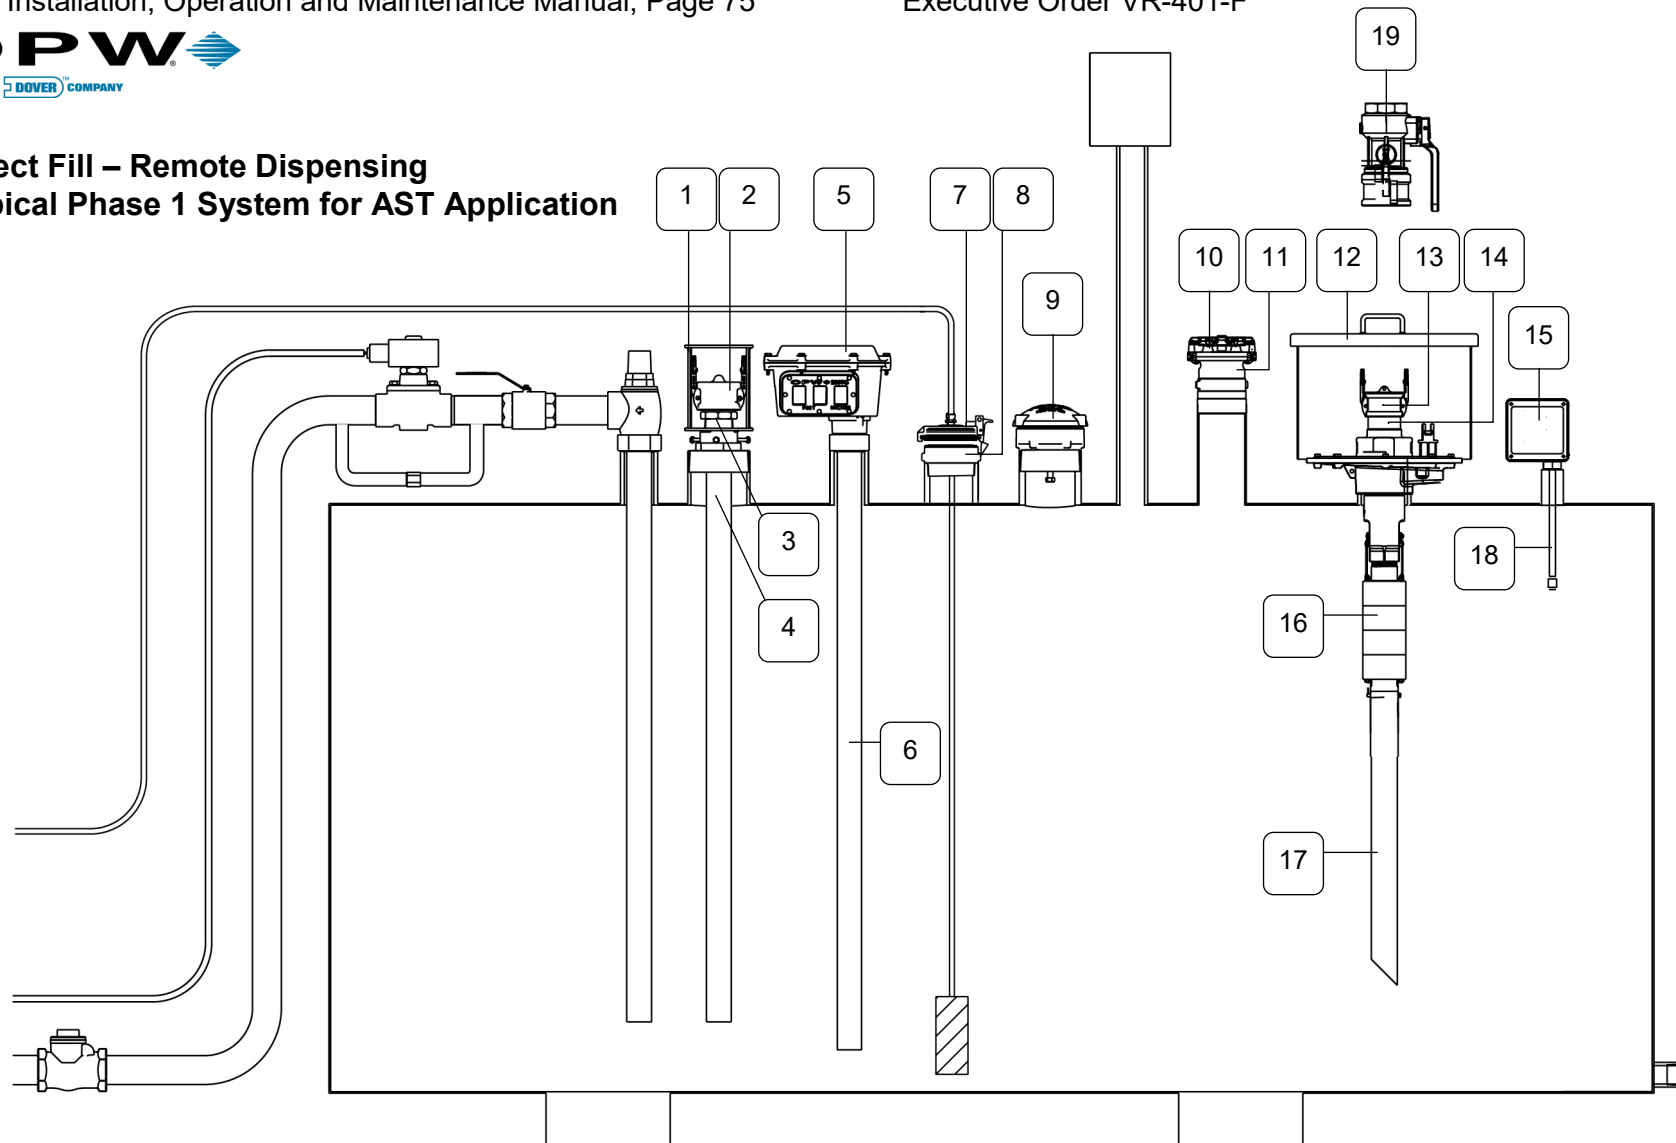 Installation, Operation and Maintenance Manual, Page 75
Executive Order VR-401-F
OPW
DOVER COMPANY
ect Fill – Remote Dispensing
pical Phase 1 System for AST Application
19
1 2 5 7 8
10 11 12 13 14
9
15
3
18
4
16
6
17